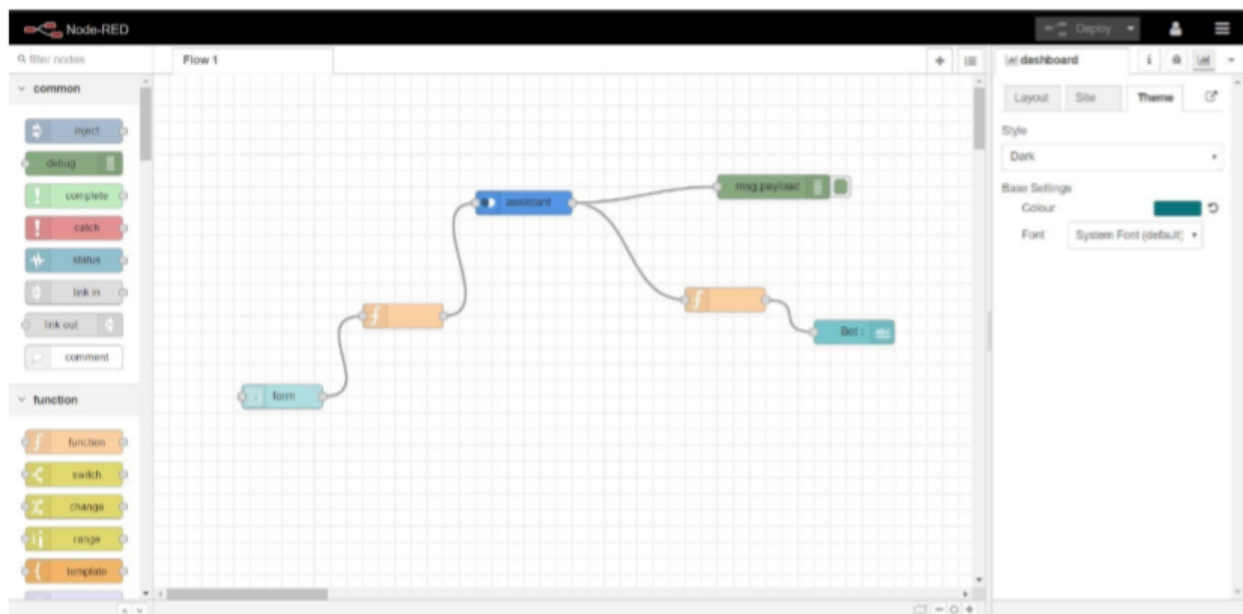 Node-RED
Deploy
filter nodes
Flow 1
dashboard
i
common
inject
debug
complete
catch
status
link in
link out
comment
function
function
switch
change
range
template
form
assistant
msg.payload
Bot :
abc
Layout
Site
Theme
Style
Dark
Base Settings
Colour
Font
System Font (default)